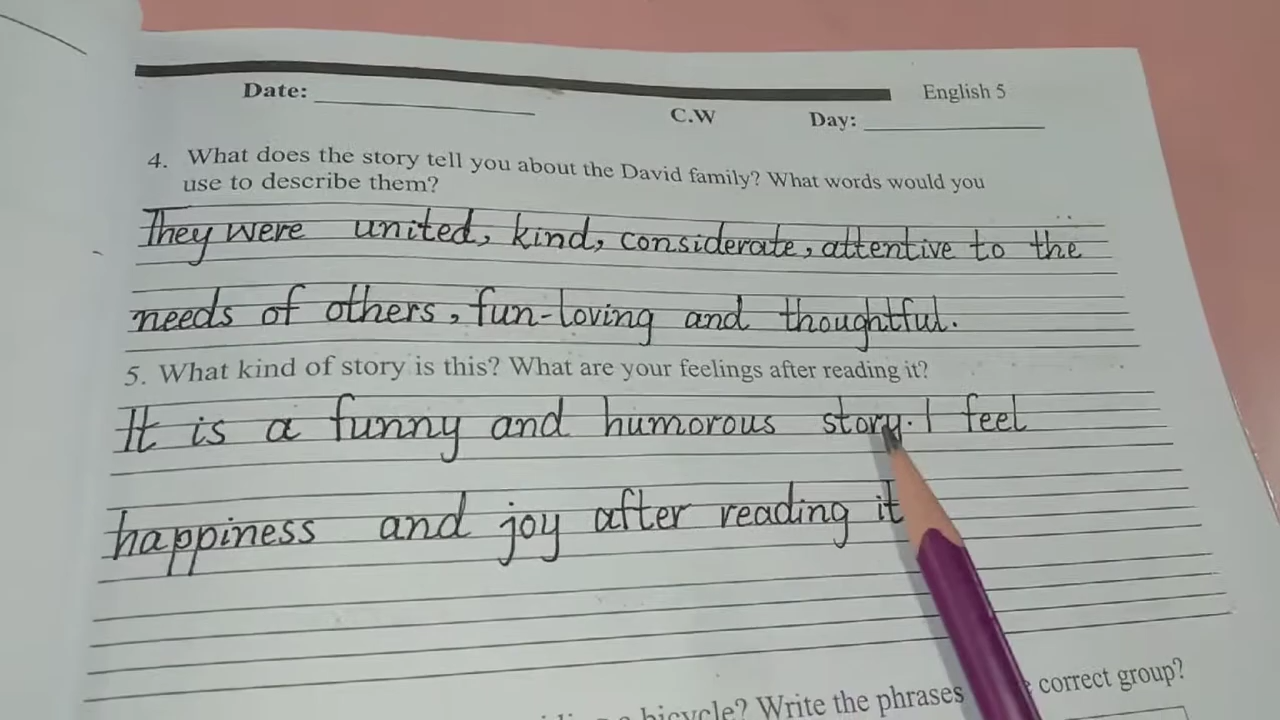 Date: English 5
C.W Day:
4. What does the story tell you about the David family? What words would you
use to describe them?
They were united, kind, considerate, attentive to the
needs of others, fun-loving and thoughtful.
5. What kind of story is this? What are your feelings after reading it?
It is a funny and humorous story. I feel
happiness and joy after reading it
bicycle? Write the phrases correct group?